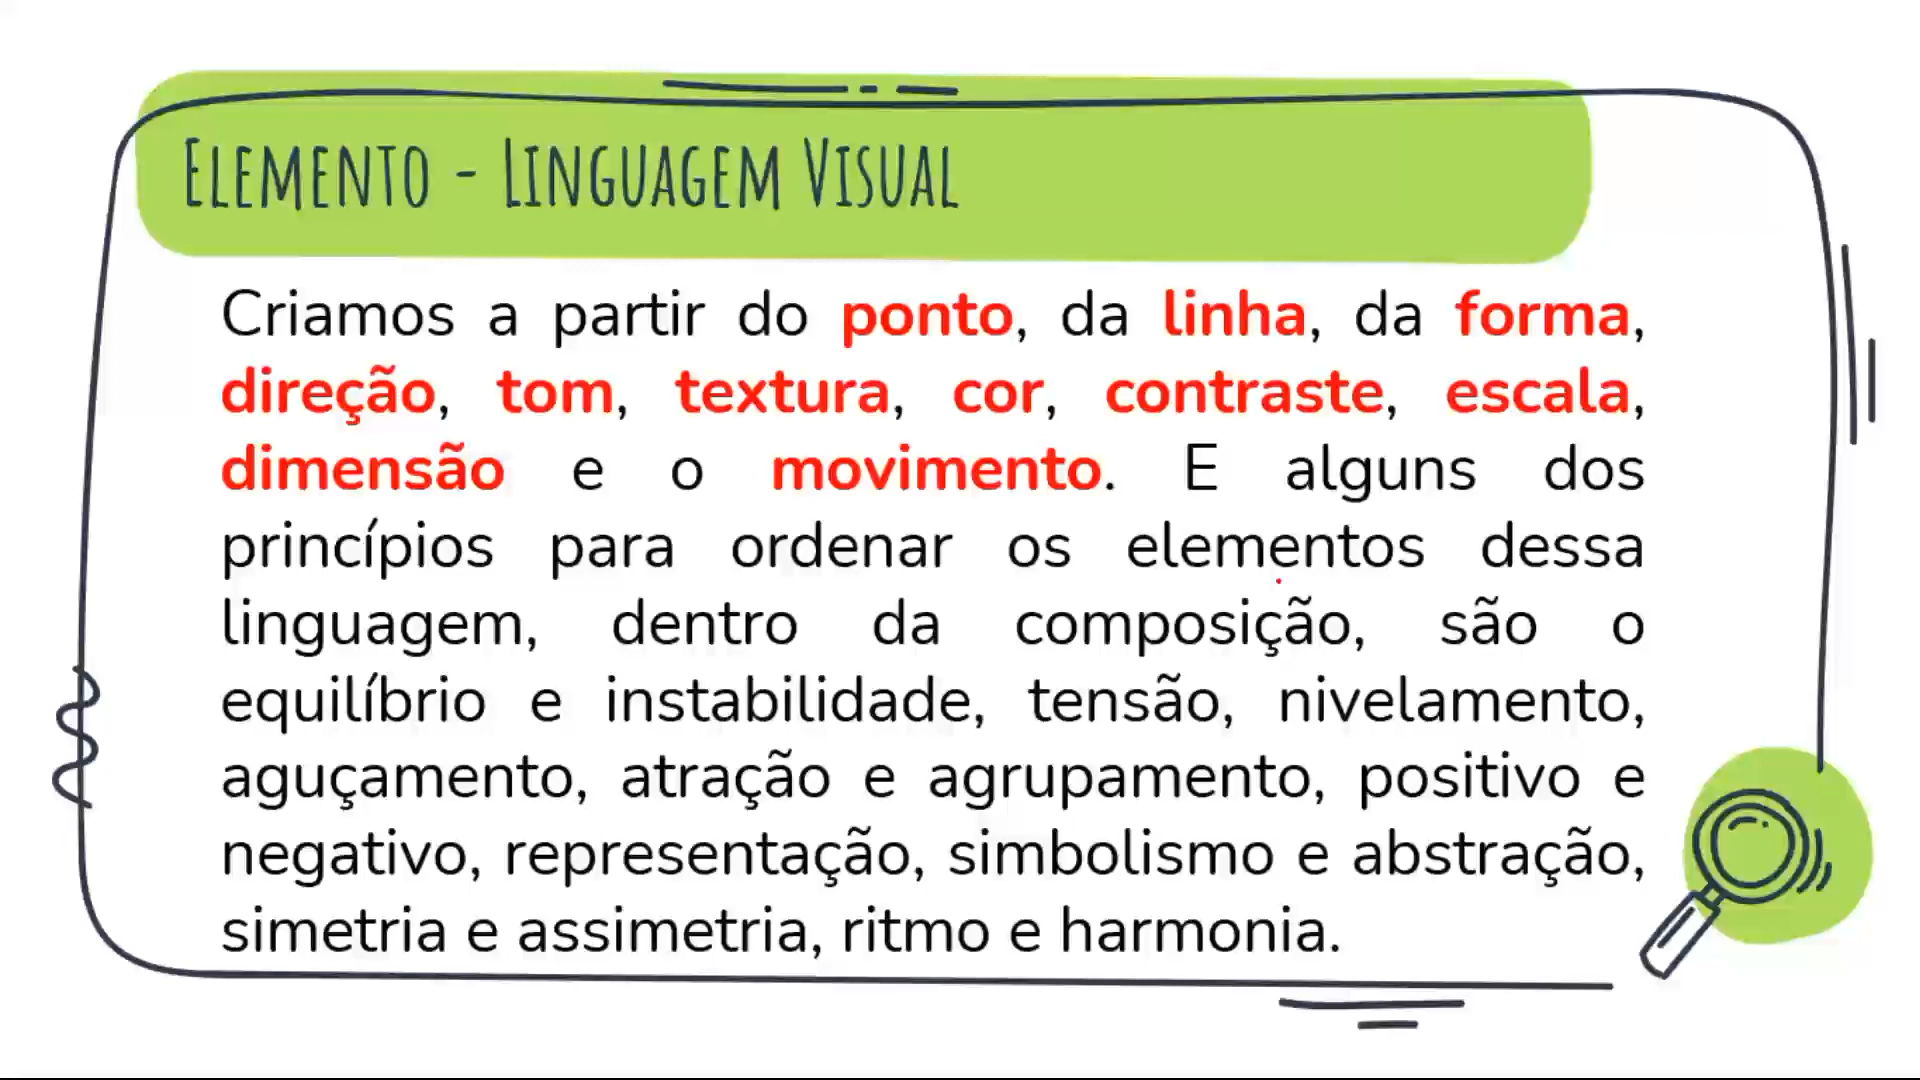 Elemento - Linguagem Visual
Criamos a partir do ponto, da linha, da forma,
direção, tom, textura, cor, contraste, escala,
dimensão e o movimento. E alguns dos
princípios para ordenar os elementos dessa
linguagem, dentro da composição, são o
equilíbrio e instabilidade, tensão, nivelamento,
aguçamento, atração e agrupamento, positivo e
negativo, representação, simbolismo e abstração,
simetria e assimetria, ritmo e harmonia.